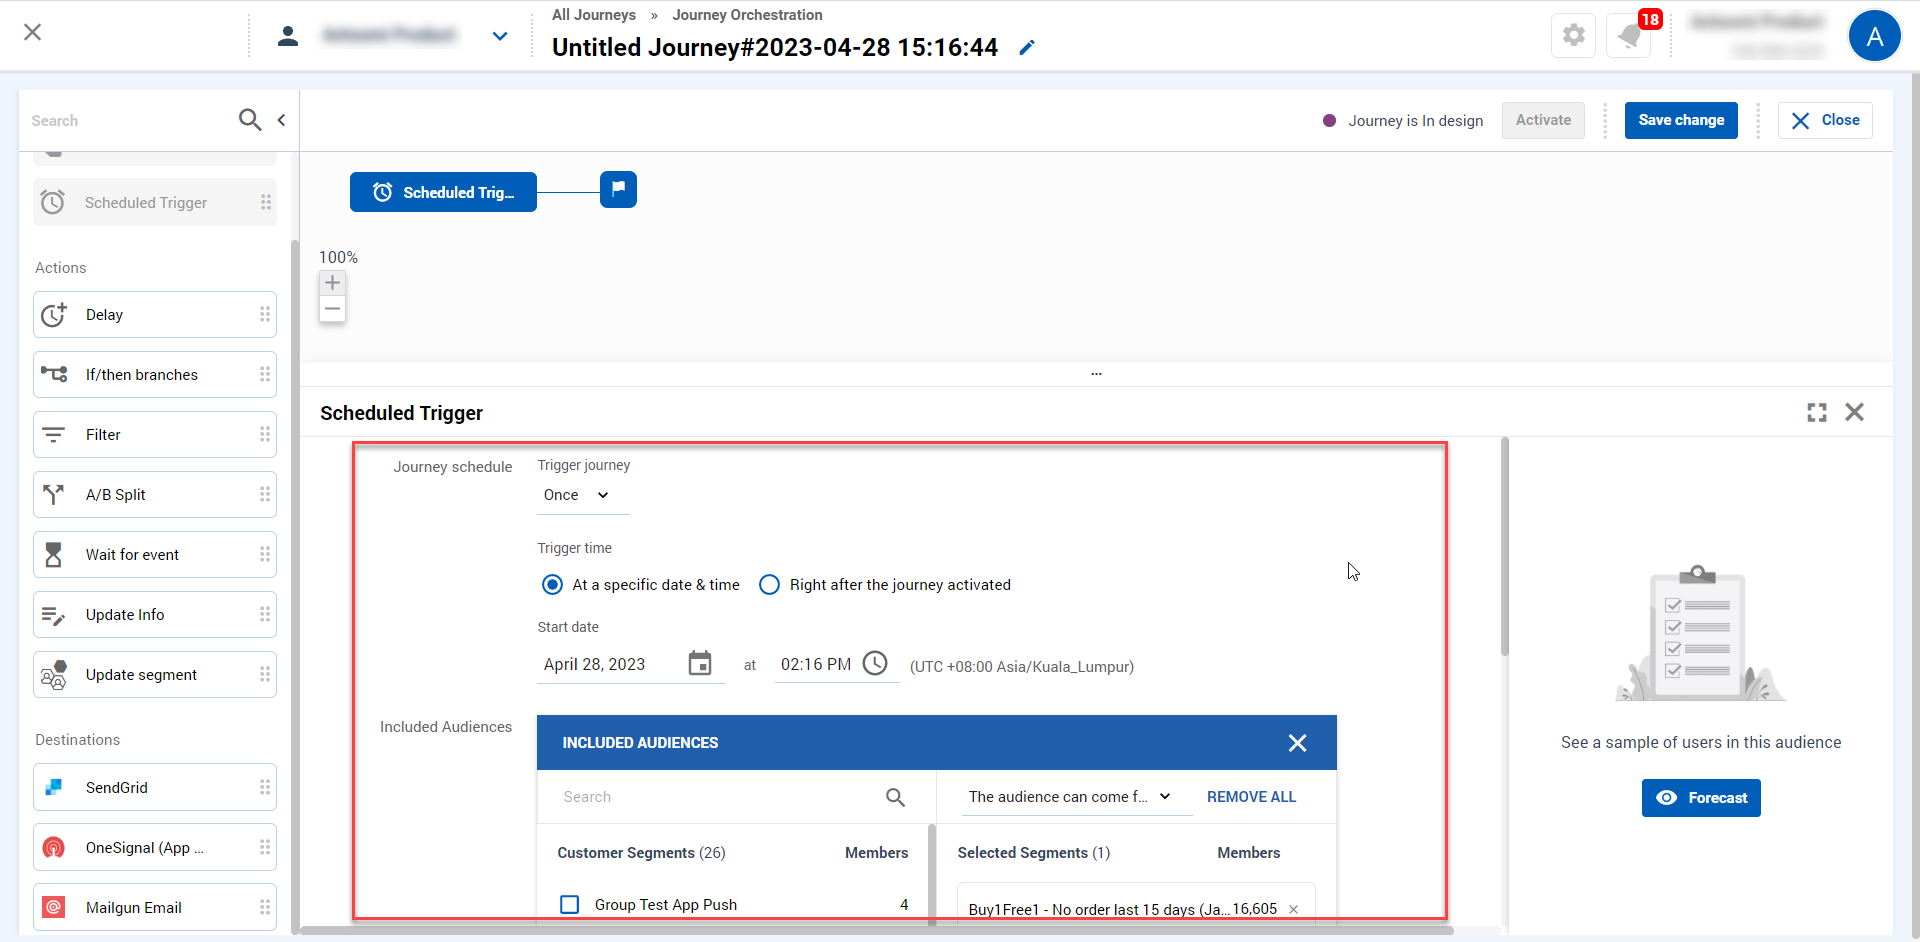 All Journeys » Journey Orchestration
Untitled Journey#2023-04-28 15:16:44
18
A
Search
Journey is In design
Activate
Save change
Close
Scheduled Trigger
Scheduled Trig...
100%
Actions
Delay
If/then branches
Filter
A/B Split
Wait for event
Update Info
Update segment
Destinations
SendGrid
OneSignal (App ...
Mailgun Email
...
Scheduled Trigger
Journey schedule
Trigger journey
Once
Trigger time
At a specific date & time
Right after the journey activated
Start date
April 28, 2023 at 02:16 PM (UTC +08:00 Asia/Kuala_Lumpur)
Included Audiences
INCLUDED AUDIENCES
Search
The audience can come f...
REMOVE ALL
Customer Segments (26) Members
Selected Segments (1) Members
Group Test App Push 4
Buy1Free1 - No order last 15 days (Ja... 16,605
See a sample of users in this audience
Forecast